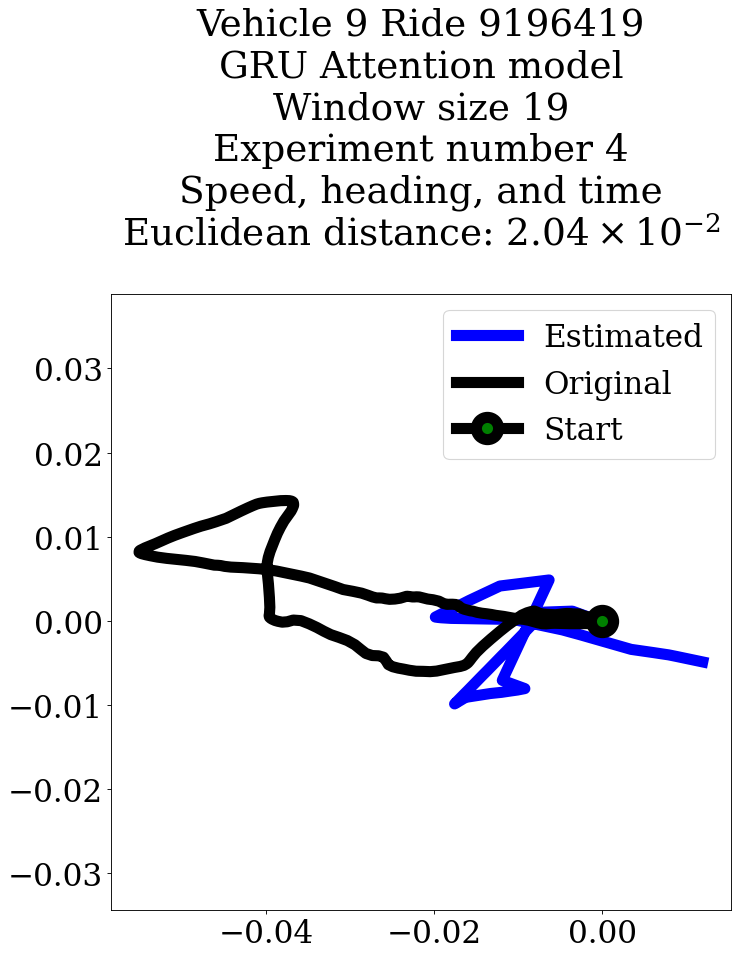 Vehicle 9 Ride 9196419
GRU Attention model
Window size 19
Experiment number 4
Speed, heading, and time
Euclidean distance: 2.04 × 10⁻²
Estimated
Original
Start
0.03
0.02
0.01
0.00
−0.01
−0.02
−0.03
−0.04
−0.02
0.00